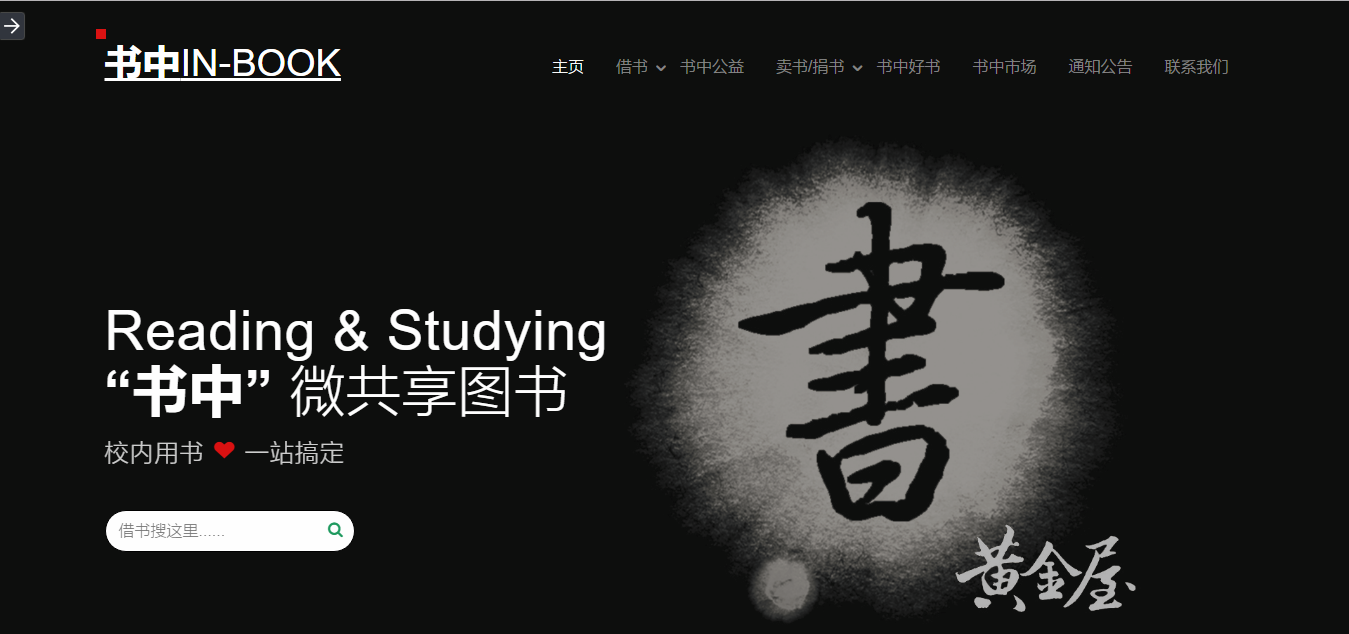 书中IN-BOOK
主页 借书 书中公益 卖书/捐书 书中好书 书中市场 通知公告 联系我们
Reading & Studying
“书中” 微共享图书
校内用书 ❤ 一站搞定
借书搜这里......
書
黄金屋